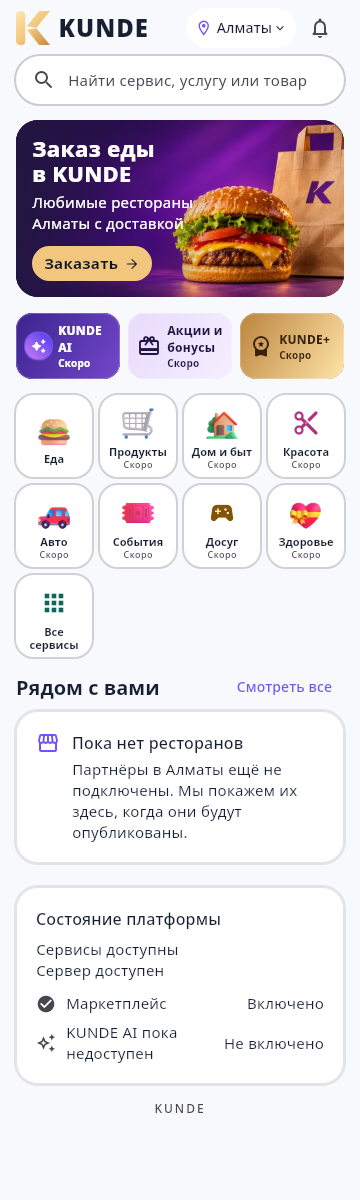 KUNDE
Алматы
Найти сервис, услугу или товар
Заказ еды
в KUNDE
Любимые рестораны
Алматы с доставкой
Заказать →
K
KUNDE
AI
Скоро
Акции и
бонусы
Скоро
KUNDE+
Скоро
Еда
Продукты
Скоро
Дом и быт
Скоро
Красота
Скоро
Авто
Скоро
События
Скоро
Досуг
Скоро
Здоровье
Скоро
Все
сервисы
Рядом с вами
Смотреть все
Пока нет ресторанов
Партнёры в Алматы ещё не
подключены. Мы покажем их
здесь, когда они будут
опубликованы.
Состояние платформы
Сервисы доступны
Сервер доступен
Маркетплейс
Включено
KUNDE AI пока
недоступен
Не включено
KUNDE